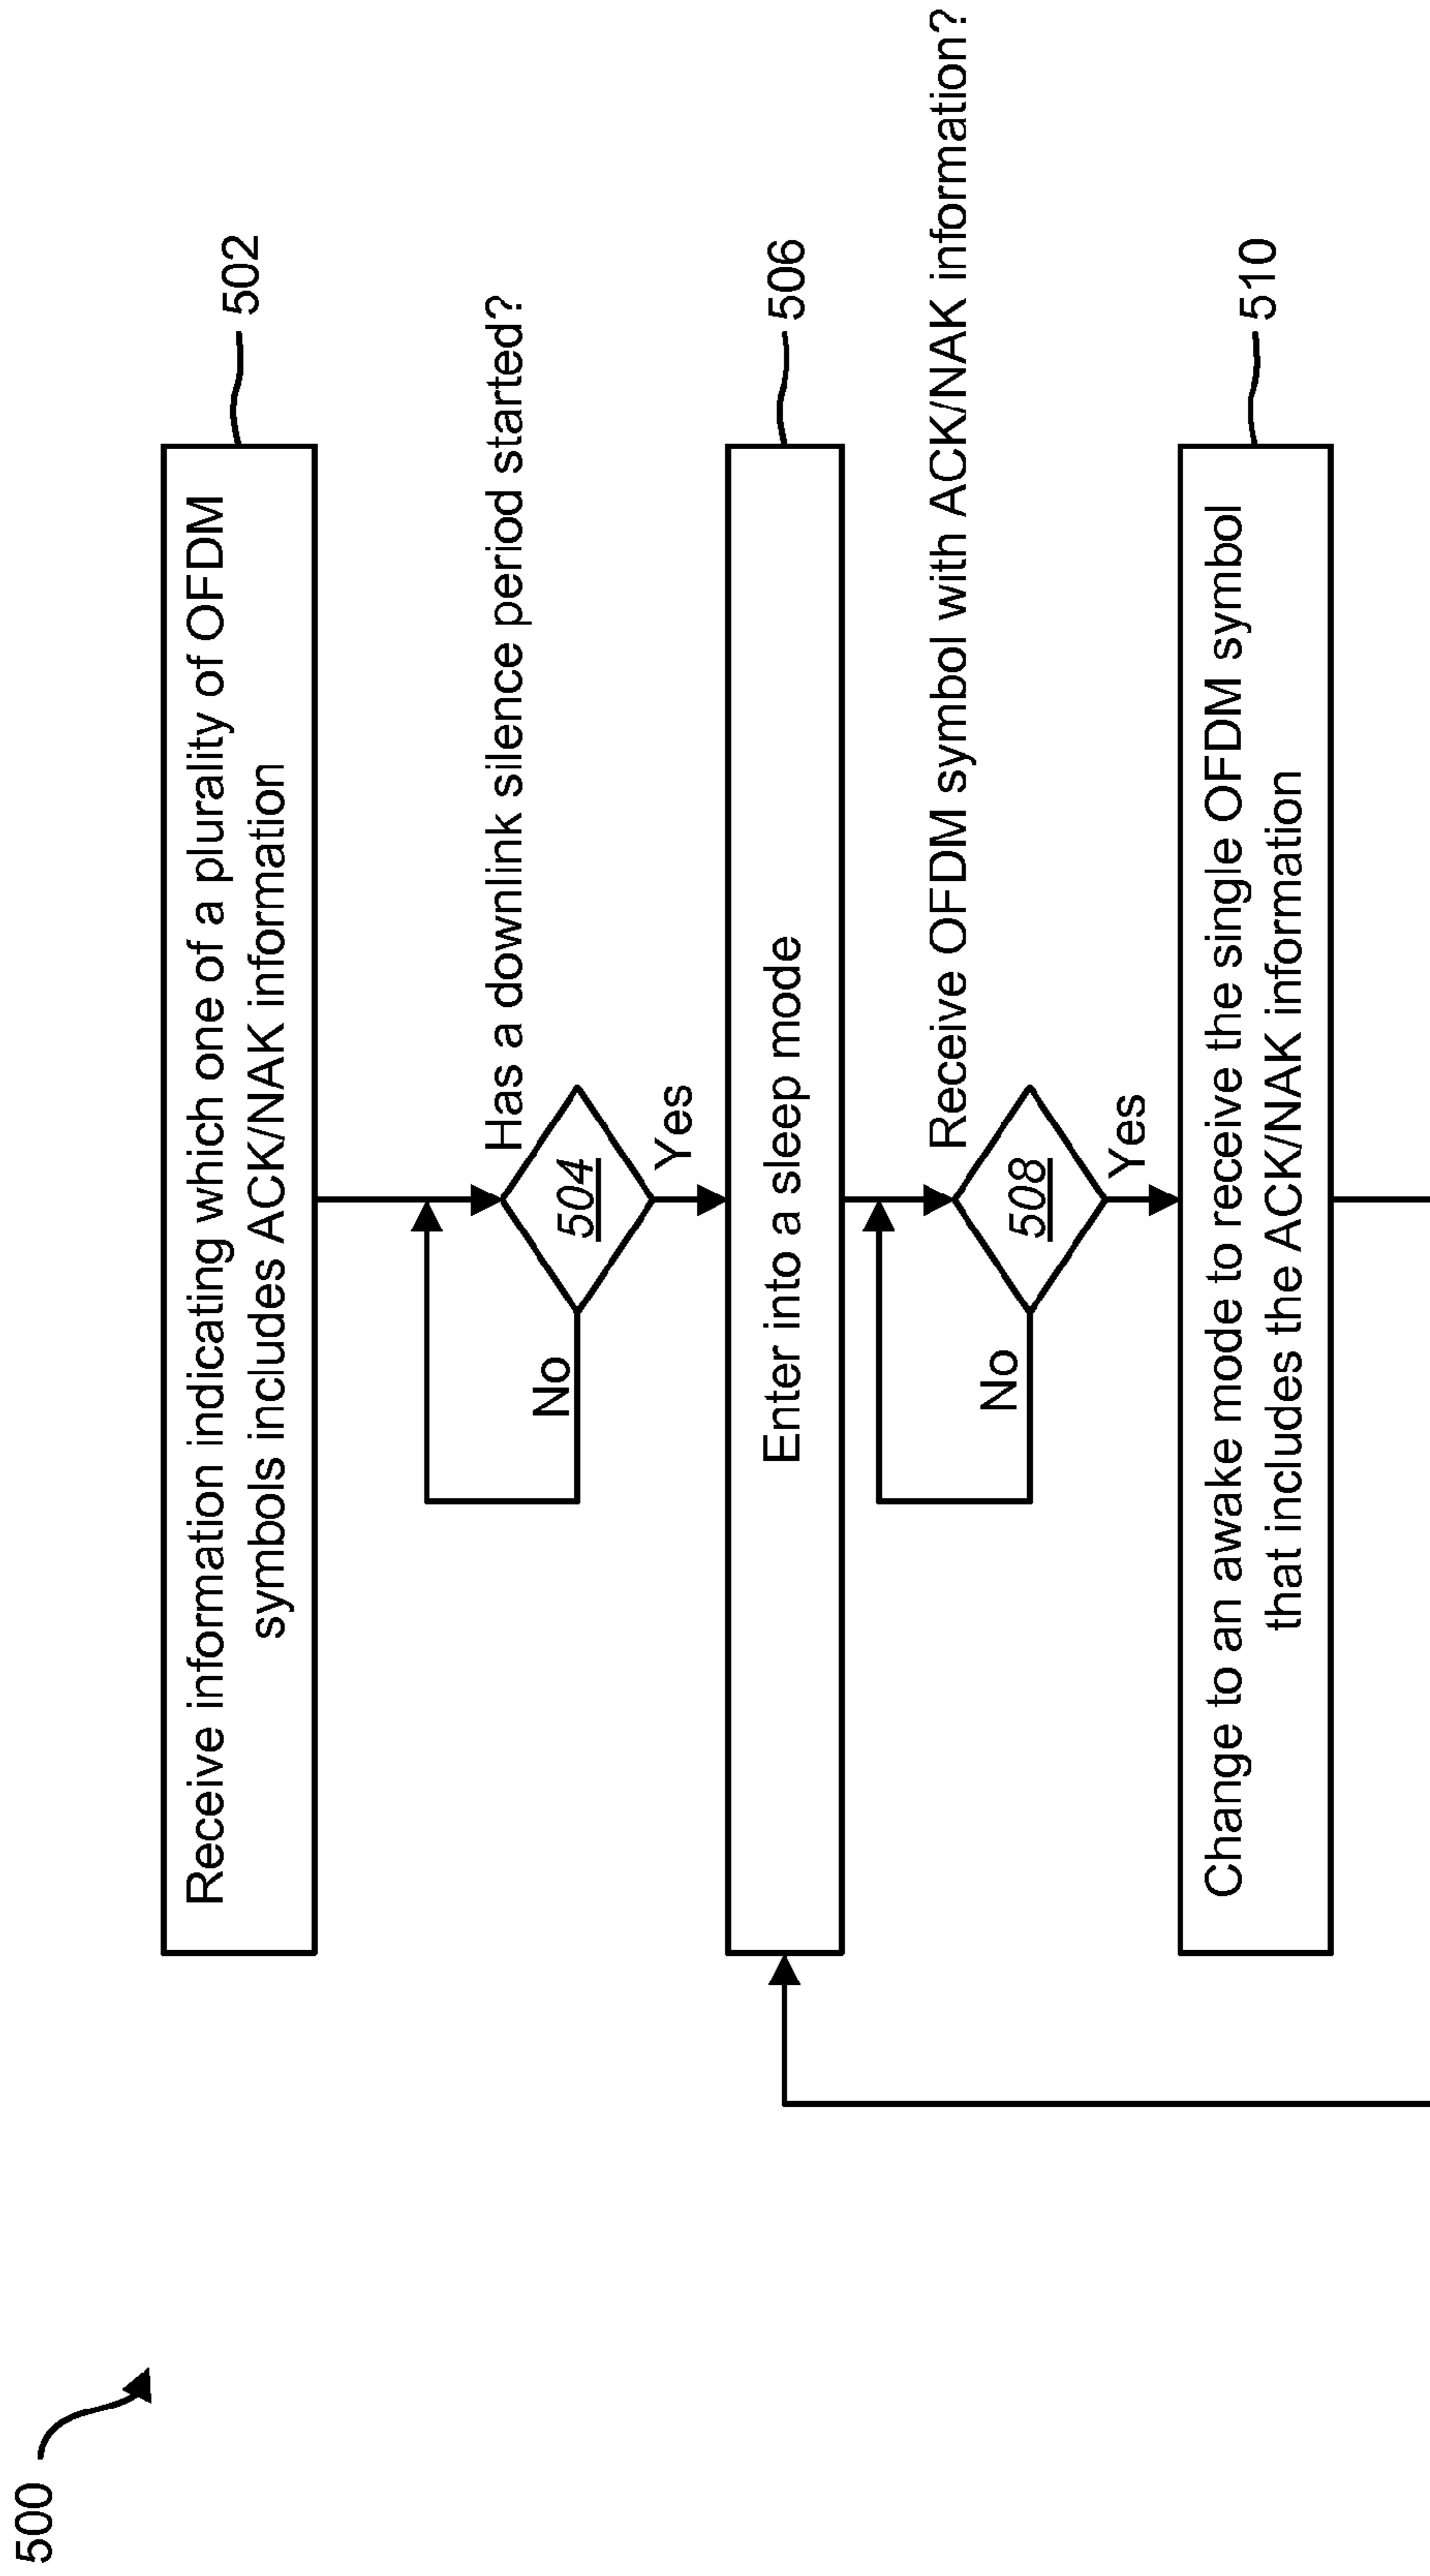 500
Receive information indicating which one of a plurality of OFDM
symbols includes ACK/NAK information
502
Has a downlink silence period started?
504
No
Yes
Enter into a sleep mode
506
Receive OFDM symbol with ACK/NAK information?
508
No
Yes
Change to an awake mode to receive the single OFDM symbol
that includes the ACK/NAK information
510